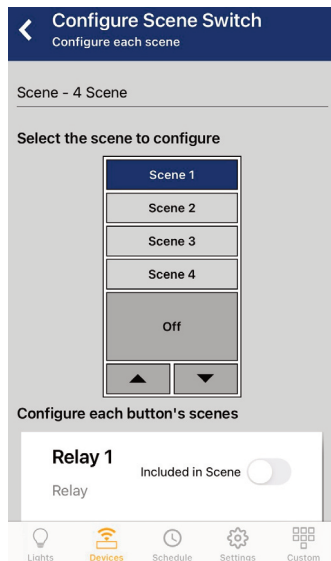 Configure Scene Switch
Configure each scene
Scene - 4 Scene
Select the scene to configure
Scene 1
Scene 2
Scene 3
Scene 4
Off
Configure each button's scenes
Relay 1
Included in Scene
Relay
Lights Devices Schedule Settings Custom